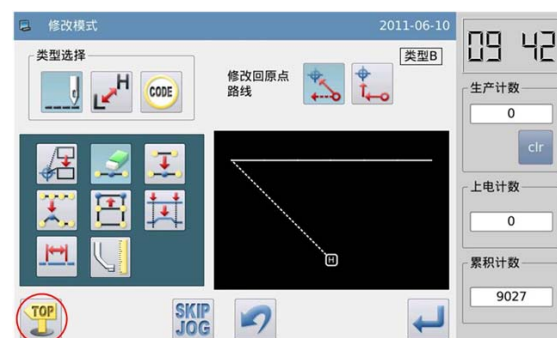 修改模式
2011-06-10
09 42
类型选择
类型B
H
CODE
修改回原点
路线
生产计数
0
clr
上电计数
0
H
累积计数
9027
TOP
SKIP
JOG